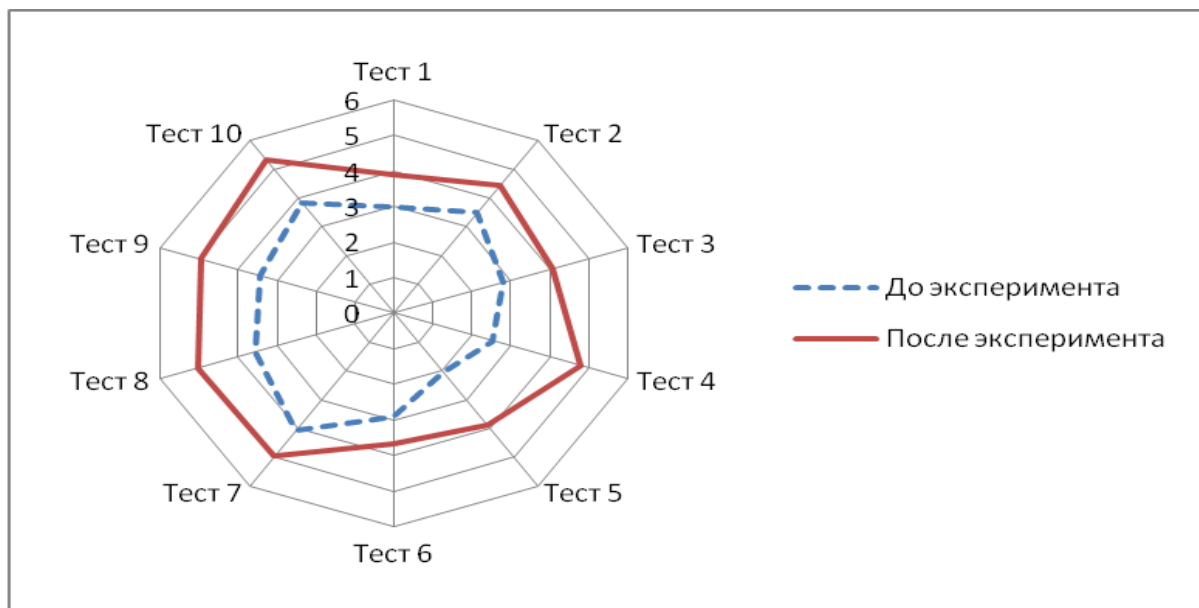 Тест 1
Тест 2
Тест 3
Тест 4
Тест 5
Тест 6
Тест 7
Тест 8
Тест 9
Тест 10
6
5
4
3
2
1
0
До эксперимента
После эксперимента